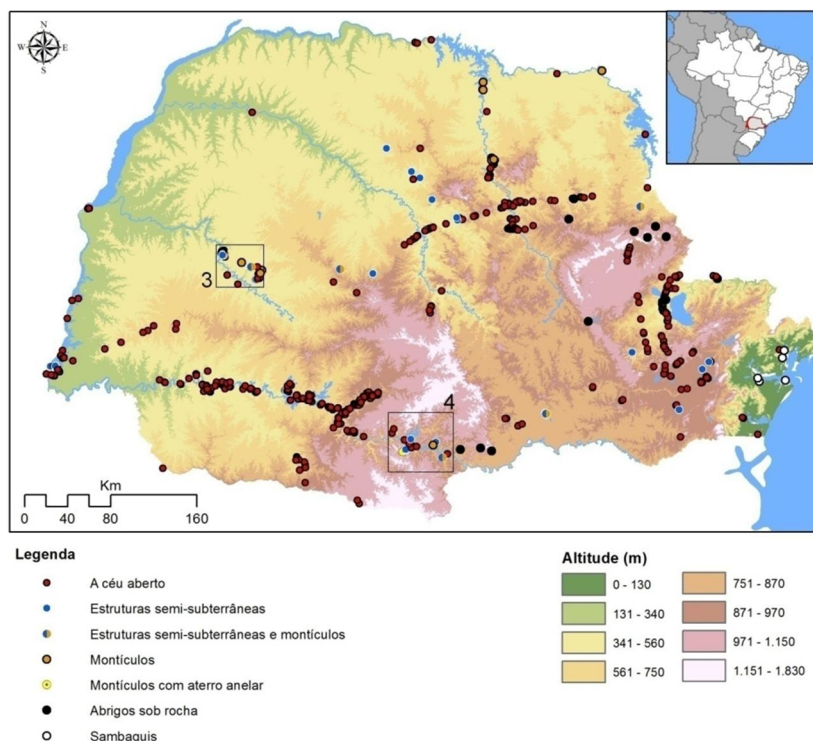 N
W E
S
3
4
Km
0 20 40 80 160
Legenda
A céu aberto
Estruturas semi-subterrâneas
Estruturas semi-subterrâneas e montículos
Montículos
Montículos com aterro anelar
Abrigos sob rocha
Sambaquis
Altitude (m)
0 - 130
131 - 340
341 - 560
561 - 750
751 - 870
871 - 970
971 - 1.150
1.151 - 1.830